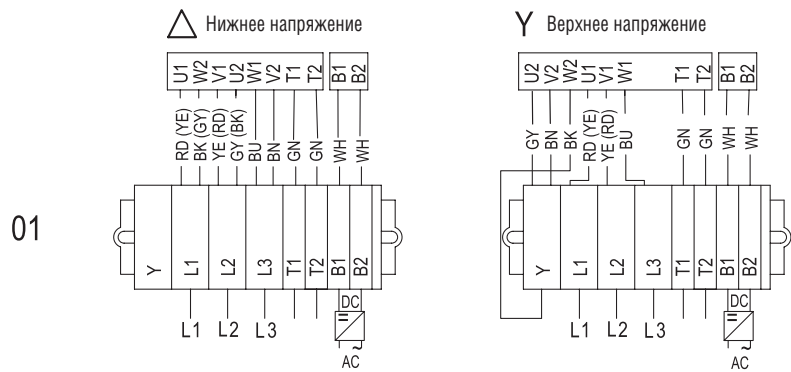 △ Нижнее напряжение
Y Верхнее напряжение
U1 W2 V1 U2 W1 V2 T1 T2 B1 B2
U2 V2 W2 U1 V1 W1 T1 T2 B1 B2
RD (YE) BK (GY) YE (RD) GY (BK) BU BN GN GN WH WH
GY BN BK RD (YE) YE (RD) BU GN GN WH WH
01
Y L1 L2 L3 T1 T2 B1 B2
Y L1 L2 L3 T1 T2 B1 B2
L1 L2 L3
DC
AC
L1 L2 L3
DC
AC